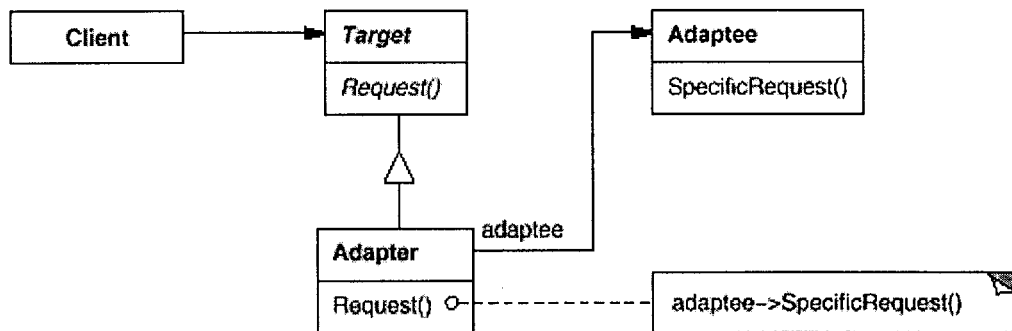 Client
Target
Request()
Adaptee
SpecificRequest()
adaptee
Adapter
Request()
adaptee->SpecificRequest()